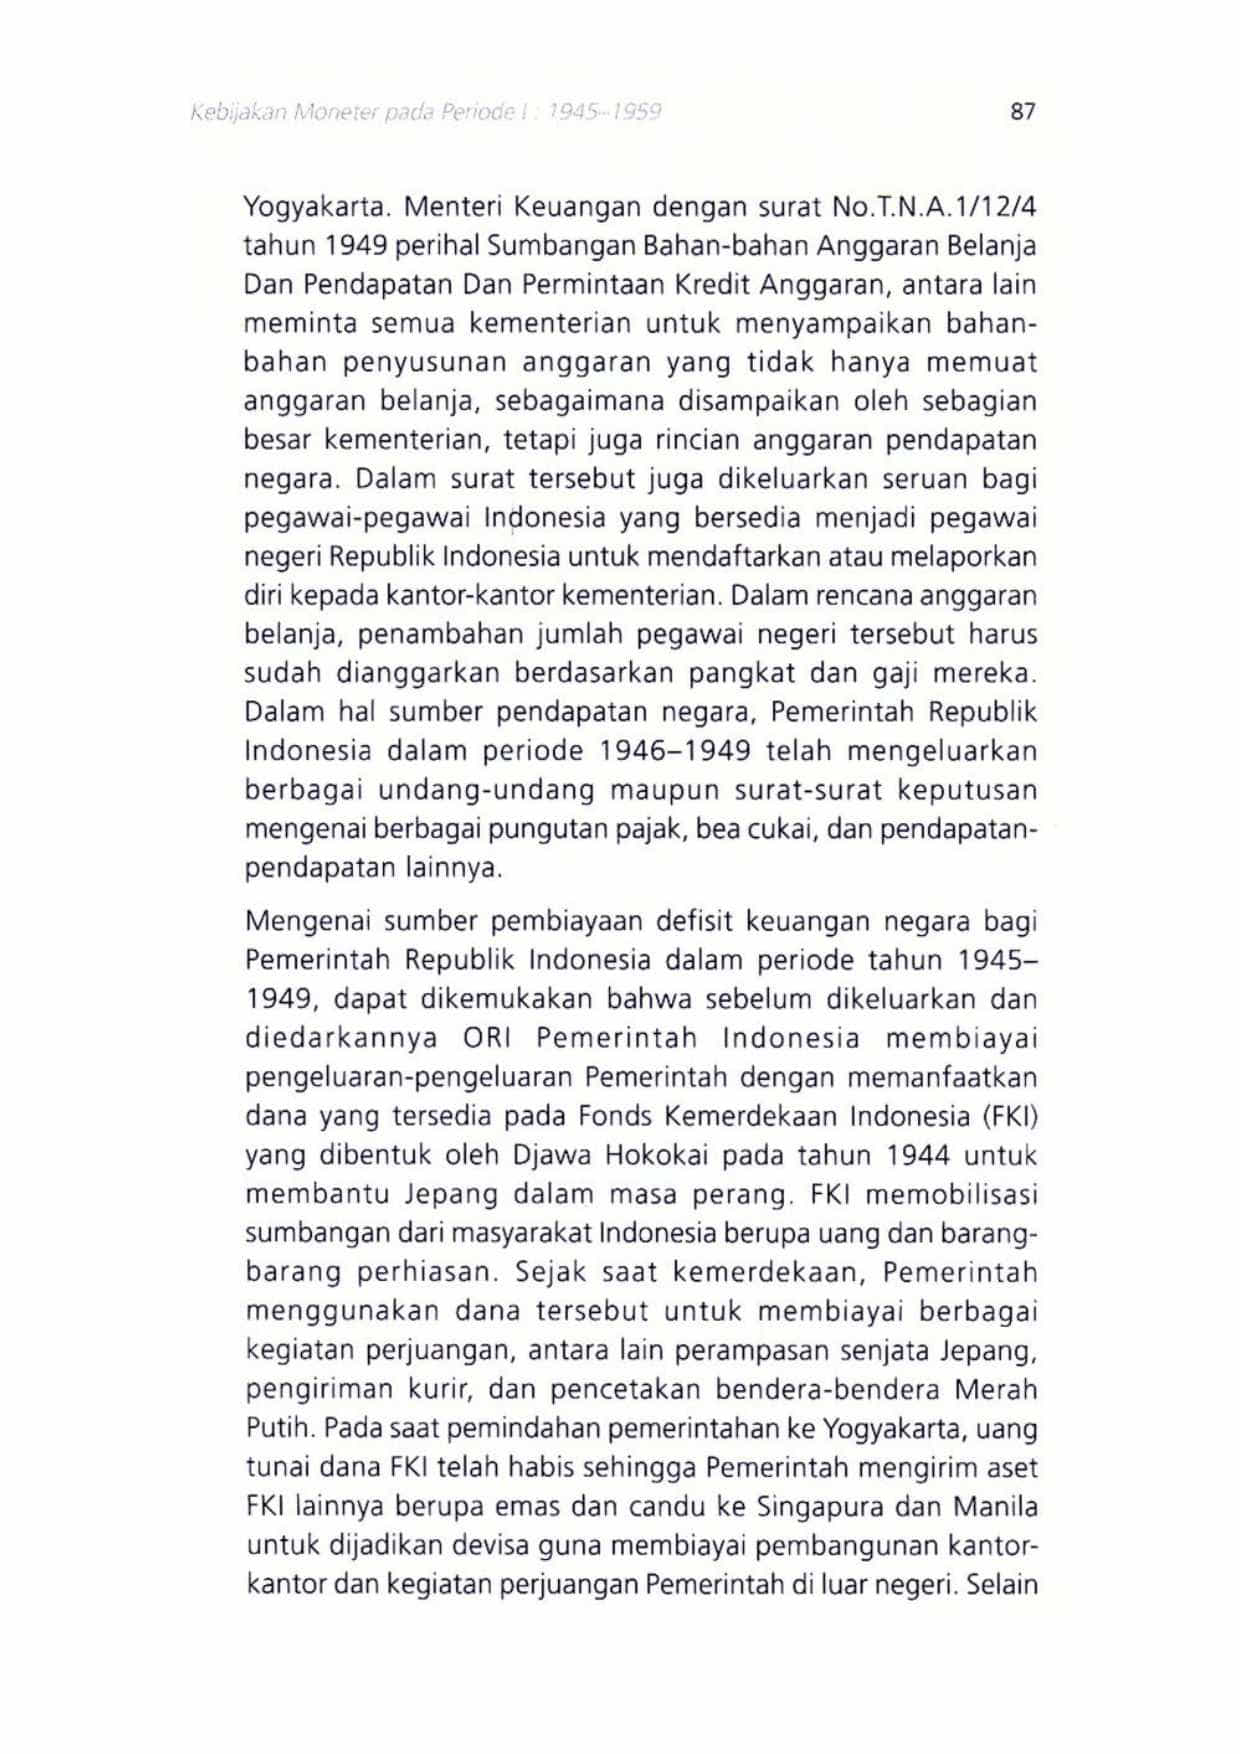 Kebijakan Moneter pada Periode I : 1945–1959 87
Yogyakarta. Menteri Keuangan dengan surat No.T.N.A.1/12/4
tahun 1949 perihal Sumbangan Bahan-bahan Anggaran Belanja
Dan Pendapatan Dan Permintaan Kredit Anggaran, antara lain
meminta semua kementerian untuk menyampaikan bahan-
bahan penyusunan anggaran yang tidak hanya memuat
anggaran belanja, sebagaimana disampaikan oleh sebagian
besar kementerian, tetapi juga rincian anggaran pendapatan
negara. Dalam surat tersebut juga dikeluarkan seruan bagi
pegawai-pegawai Indonesia yang bersedia menjadi pegawai
negeri Republik Indonesia untuk mendaftarkan atau melaporkan
diri kepada kantor-kantor kementerian. Dalam rencana anggaran
belanja, penambahan jumlah pegawai negeri tersebut harus
sudah dianggarkan berdasarkan pangkat dan gaji mereka.
Dalam hal sumber pendapatan negara, Pemerintah Republik
Indonesia dalam periode 1946–1949 telah mengeluarkan
berbagai undang-undang maupun surat-surat keputusan
mengenai berbagai pungutan pajak, bea cukai, dan pendapatan-
pendapatan lainnya.
Mengenai sumber pembiayaan defisit keuangan negara bagi
Pemerintah Republik Indonesia dalam periode tahun 1945–
1949, dapat dikemukakan bahwa sebelum dikeluarkan dan
diedarkannya ORI Pemerintah Indonesia membiayai
pengeluaran-pengeluaran Pemerintah dengan memanfaatkan
dana yang tersedia pada Fonds Kemerdekaan Indonesia (FKI)
yang dibentuk oleh Djawa Hokokai pada tahun 1944 untuk
membantu Jepang dalam masa perang. FKI memobilisasi
sumbangan dari masyarakat Indonesia berupa uang dan barang-
barang perhiasan. Sejak saat kemerdekaan, Pemerintah
menggunakan dana tersebut untuk membiayai berbagai
kegiatan perjuangan, antara lain perampasan senjata Jepang,
pengiriman kurir, dan pencetakan bendera-bendera Merah
Putih. Pada saat pemindahan pemerintahan ke Yogyakarta, uang
tunai dana FKI telah habis sehingga Pemerintah mengirim aset
FKI lainnya berupa emas dan candu ke Singapura dan Manila
untuk dijadikan devisa guna membiayai pembangunan kantor-
kantor dan kegiatan perjuangan Pemerintah di luar negeri. Selain